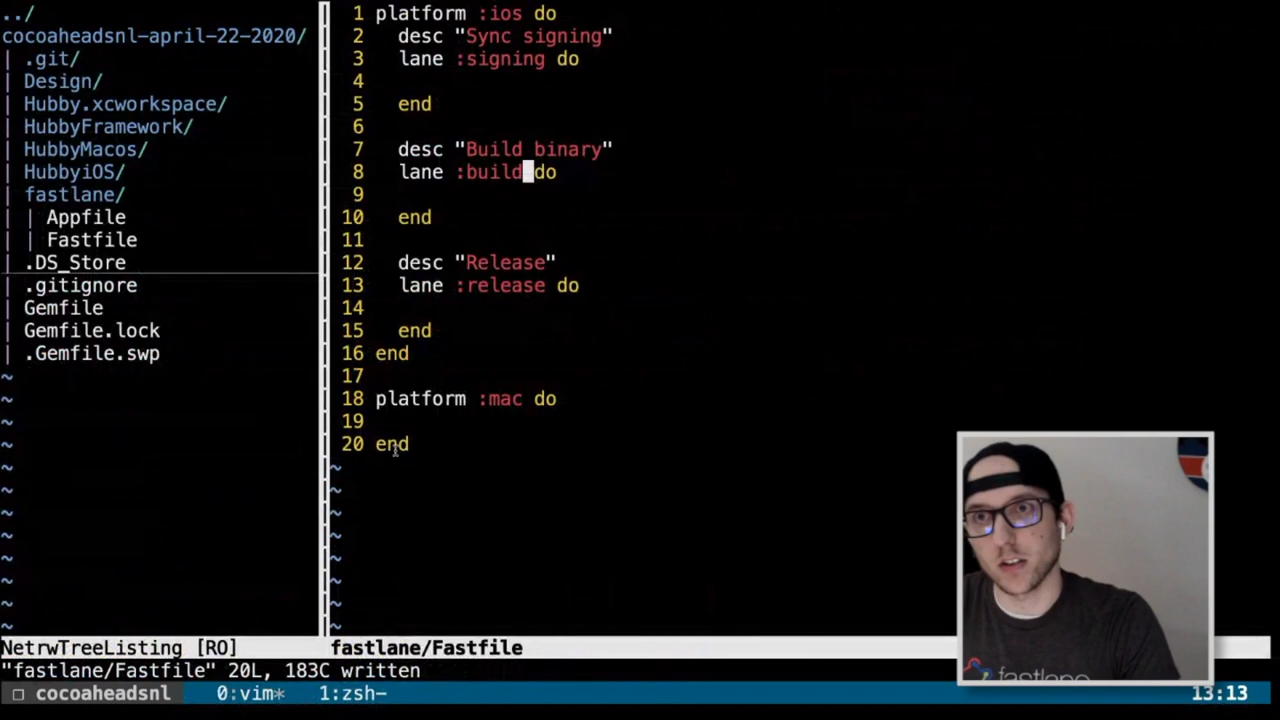 ../
cocoaheadsnl-april-22-2020/
| .git/
| Design/
| Hubby.xcworkspace/
| HubbyFramework/
| HubbyMacos/
| HubbyiOS/
| fastlane/
| | Appfile
| | Fastfile
| .DS_Store
| .gitignore
| Gemfile
| Gemfile.lock
| .Gemfile.swp
~
~
~
~
~
~
~
~
~
~
~
~
NetrwTreeListing [RO]
1 platform :ios do
2   desc "Sync signing"
3   lane :signing do
4
5   end
6
7   desc "Build binary"
8   lane :build do
9
10   end
11
12   desc "Release"
13   lane :release do
14
15   end
16 end
17
18 platform :mac do
19
20 end
~
~
~
~
~
~
~
~
fastlane/Fastfile
"fastlane/Fastfile" 20L, 183C written
□ cocoaheadsnl 0:vim* 1:zsh- 13:13
fastlane